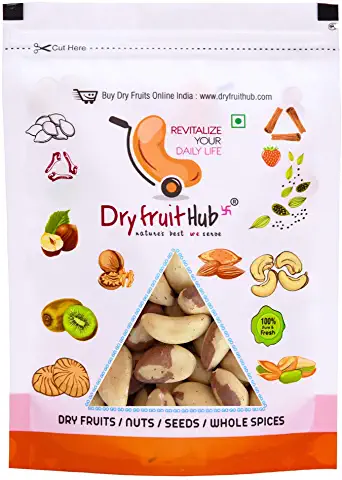 Cut Here
Buy Dry Fruits Online India : www.dryfruithub.com
REVITALIZE
YOUR
DAILY LIFE
Dry fruit Hub ®
natures best we serve
100%
Pure &
Fresh
DRY FRUITS / NUTS / SEEDS / WHOLE SPICES